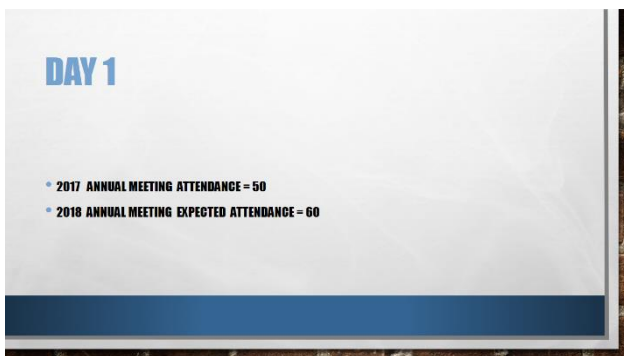 DAY 1
• 2017 ANNUAL MEETING ATTENDANCE = 50
• 2018 ANNUAL MEETING EXPECTED ATTENDANCE = 60